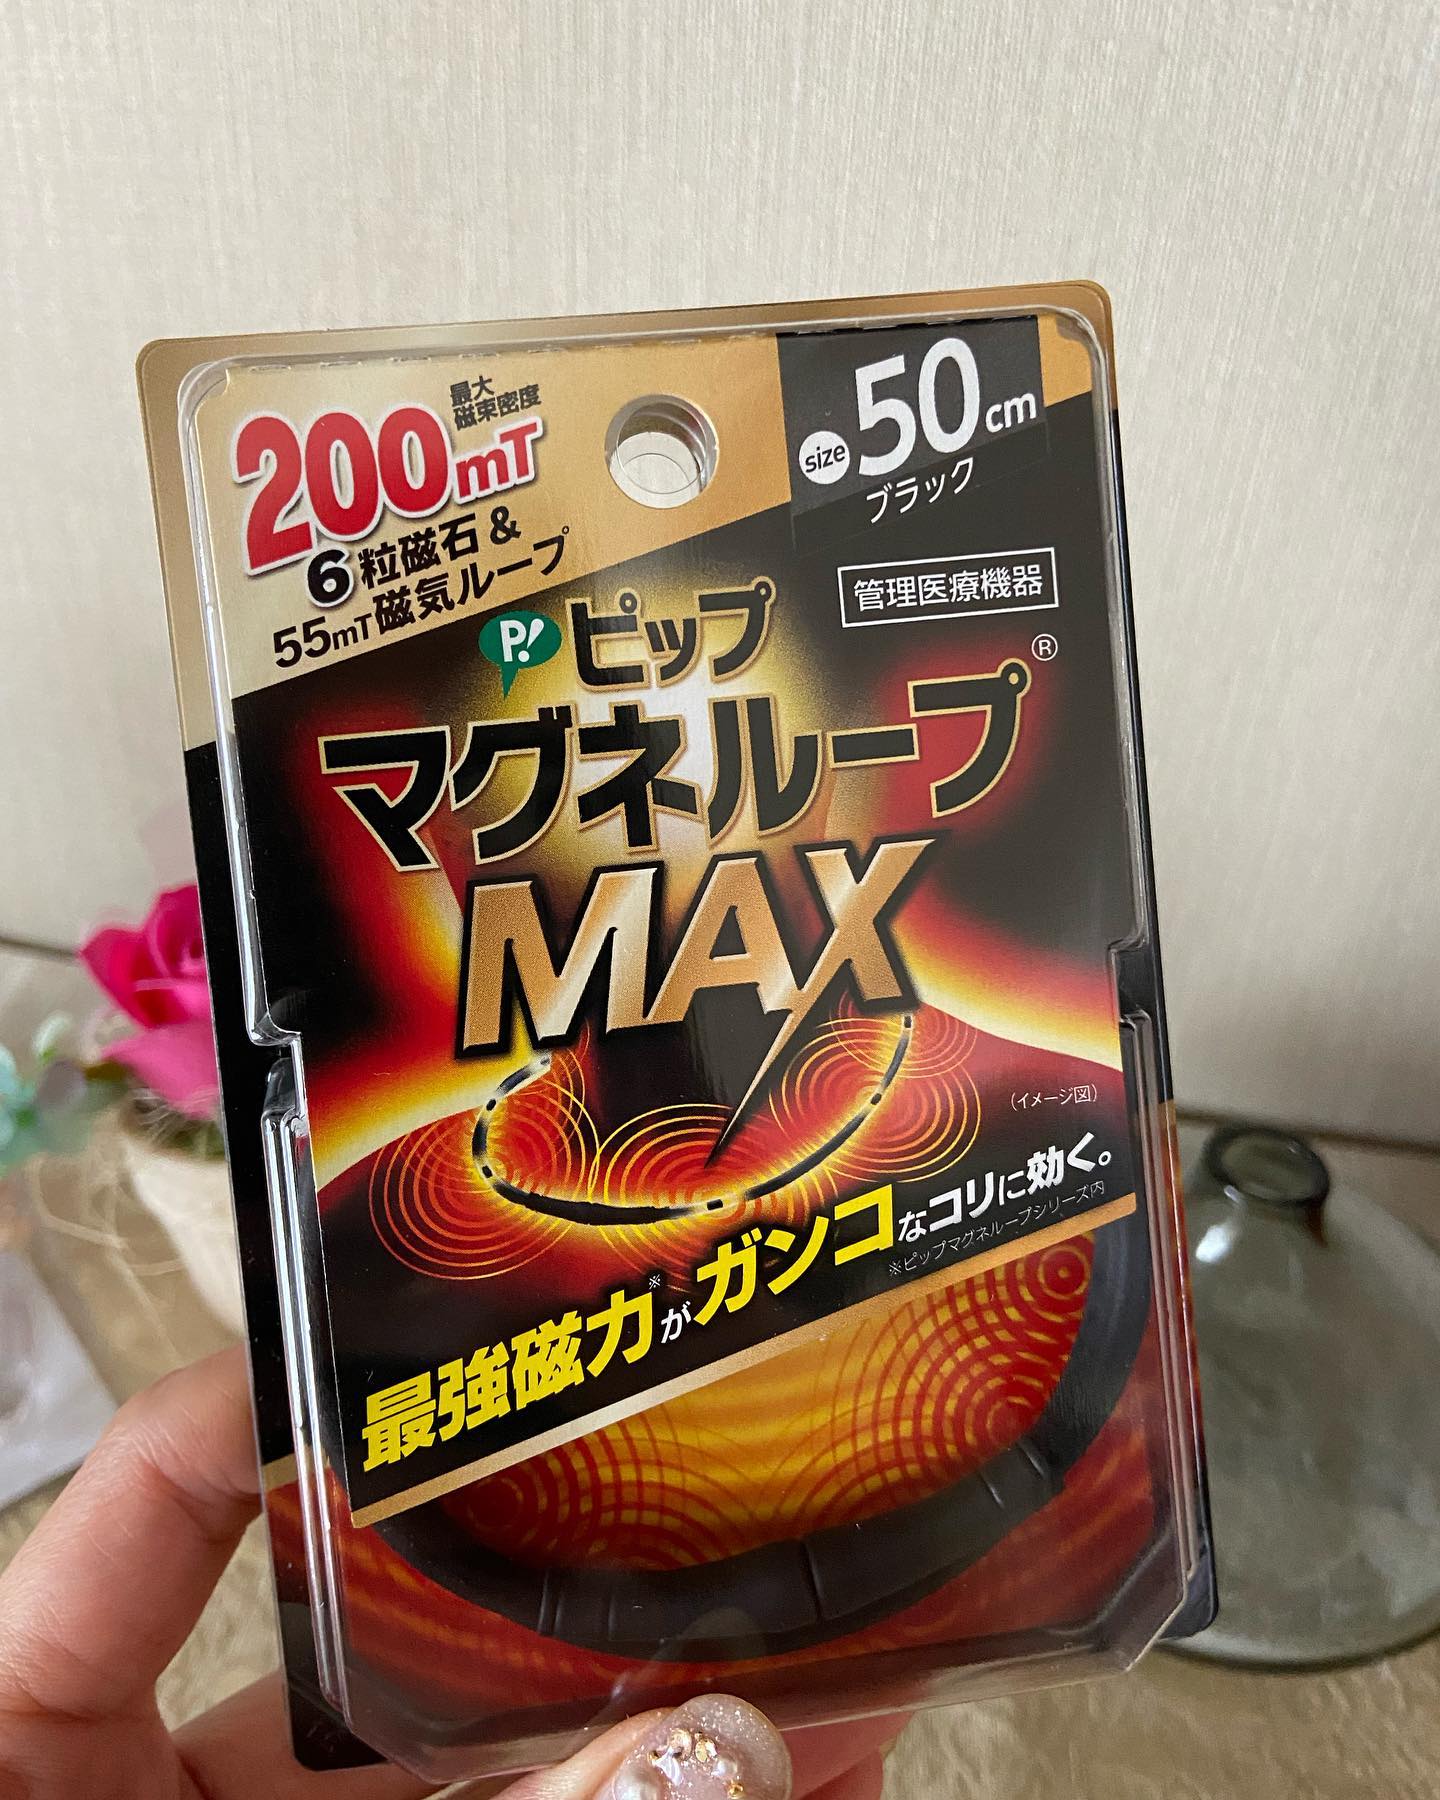 最大
磁束密度
200mT
6粒磁石&
55mT磁気ループ
size 50cm
ブラック
管理医療機器
P! ピップ
マグネループ®
MAX
(イメージ図)
最強磁力※がガンコなコリに効く。
※ピップマグネループシリーズ内